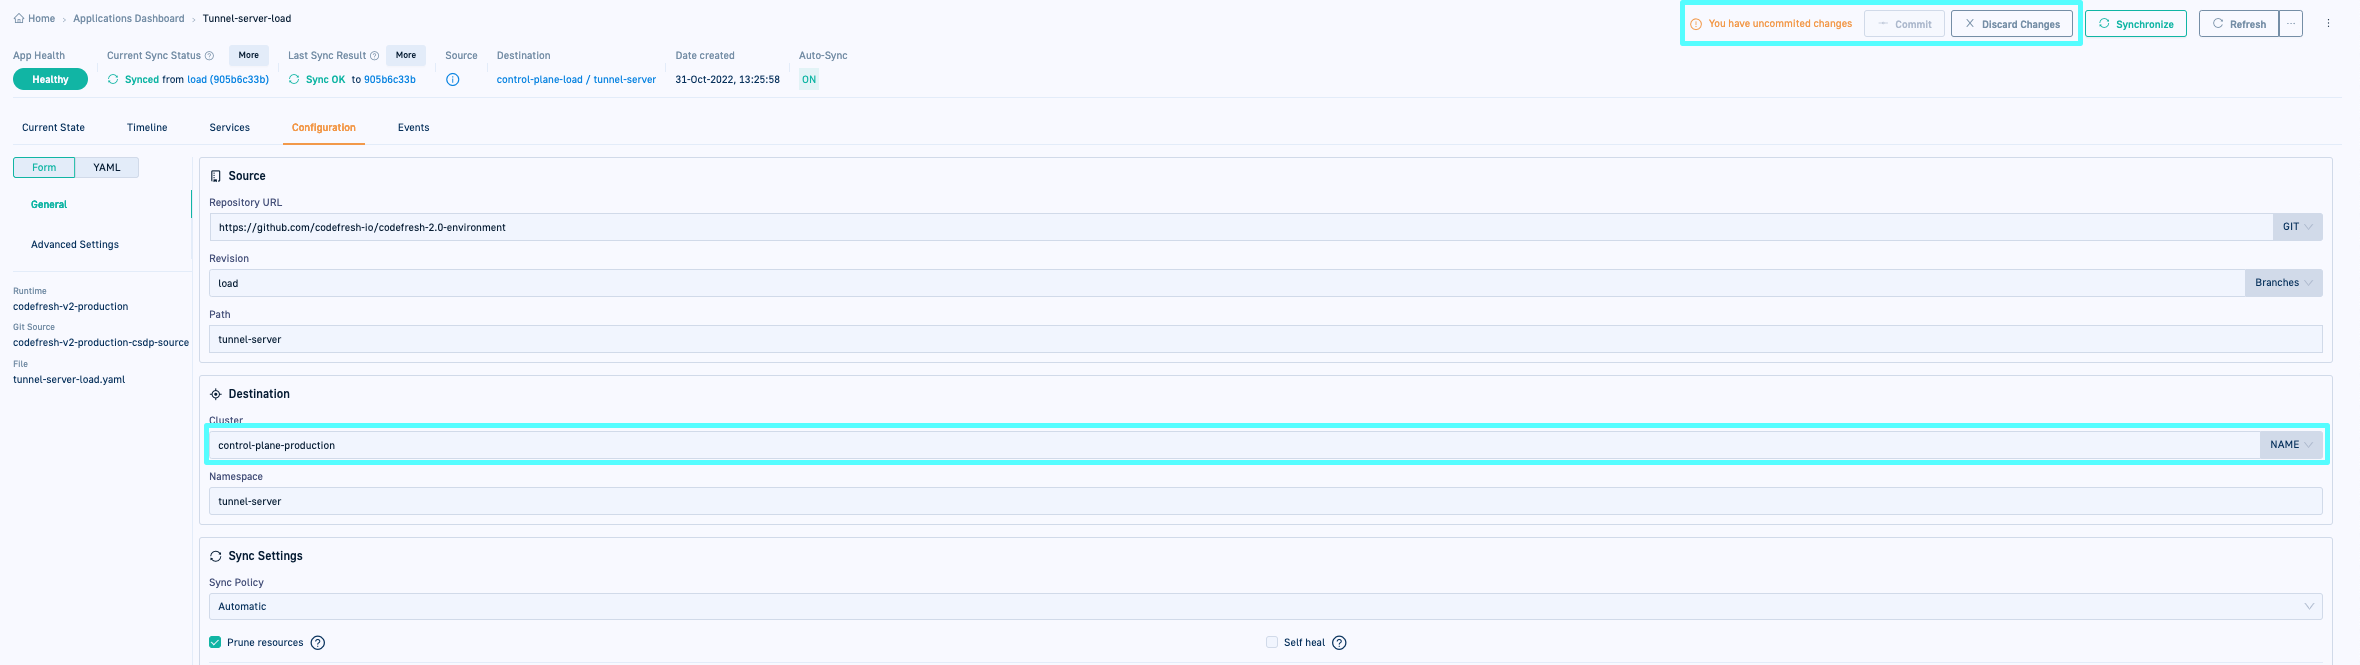 Home › Applications Dashboard › Tunnel-server-load
You have uncommited changes
Commit
Discard Changes
Synchronize
Refresh
App Health
Current Sync Status
More
Last Sync Result
More
Source
Destination
Date created
Auto-Sync
Healthy
Synced from load (905b6c33b)
Sync OK to 905b6c33b
control-plane-load / tunnel-server
31-Oct-2022, 13:25:58
ON
Current State
Timeline
Services
Configuration
Events
Form
YAML
General
Advanced Settings
Runtime
codefresh-v2-production
Git Source
codefresh-v2-production-csdp-source
File
tunnel-server-load.yaml
Source
Repository URL
https://github.com/codefresh-io/codefresh-2.0-environment
GIT
Revision
load
Branches
Path
tunnel-server
Destination
Cluster
control-plane-production
NAME
Namespace
tunnel-server
Sync Settings
Sync Policy
Automatic
Prune resources
Self heal